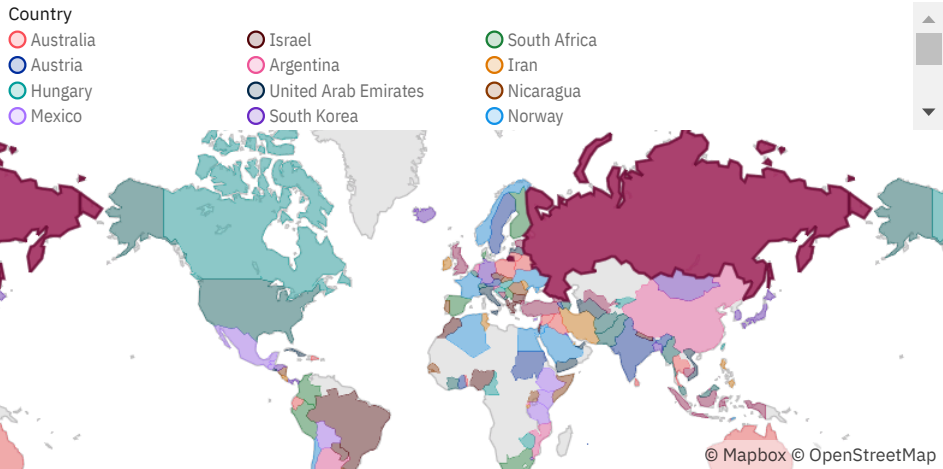 Country
Australia
Israel
South Africa
Austria
Argentina
Iran
Hungary
United Arab Emirates
Nicaragua
Mexico
South Korea
Norway
© Mapbox © OpenStreetMap